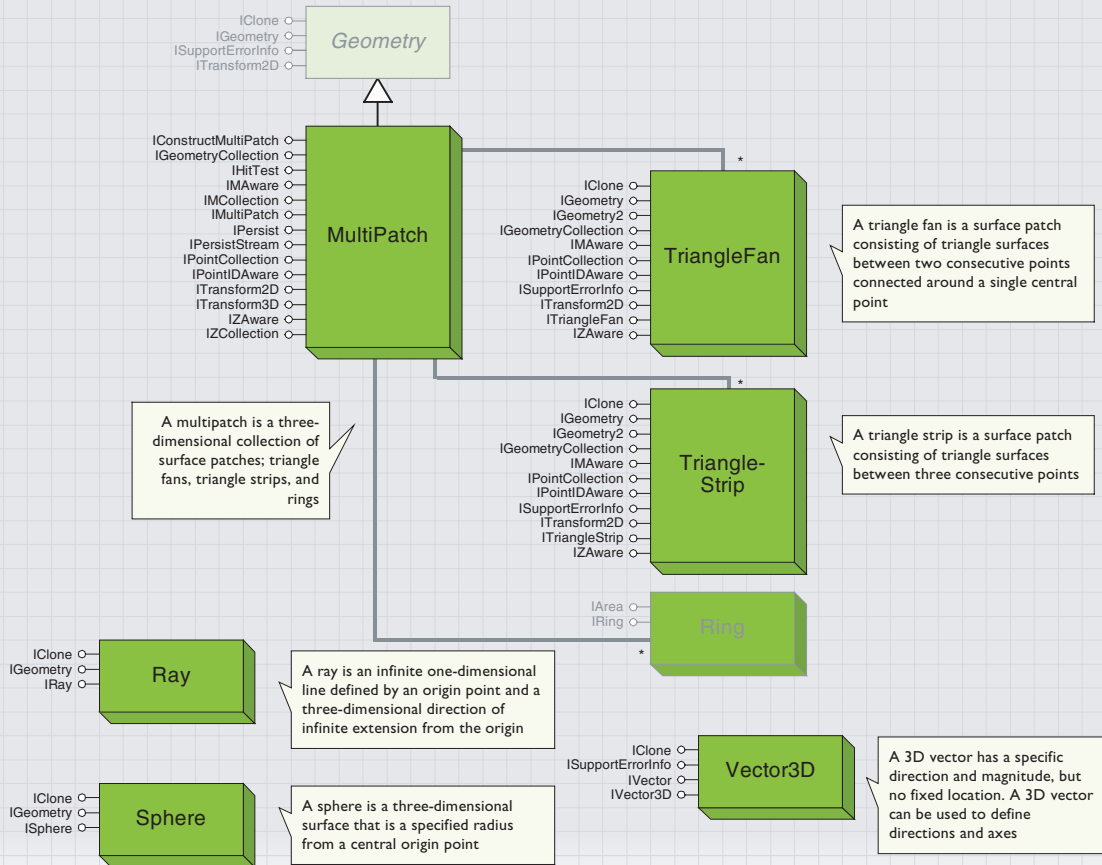 IClone
IGeometry
ISupportErrorInfo
ITransform2D
Geometry
IConstructMultiPatch
IGeometryCollection
IHitTest
IMAware
IMCollection
IMultiPatch
IPersist
IPersistStream
IPointCollection
IPointIDAware
ITransform2D
ITransform3D
IZAware
IZCollection
MultiPatch
*
IClone
IGeometry
IGeometry2
IGeometryCollection
IMAware
IPointCollection
IPointIDAware
ISupportErrorInfo
ITransform2D
ITriangleFan
IZAware
TriangleFan
A triangle fan is a surface patch
consisting of triangle surfaces
between two consecutive points
connected around a single central
point
*
IClone
IGeometry
IGeometry2
IGeometryCollection
IMAware
IPointCollection
IPointIDAware
ISupportErrorInfo
ITransform2D
ITriangleStrip
IZAware
Triangle-
Strip
A triangle strip is a surface patch
consisting of triangle surfaces
between three consecutive points
A multipatch is a three-
dimensional collection of
surface patches; triangle
fans, triangle strips, and
rings
IArea
IRing
*
Ring
IClone
IGeometry
IRay
Ray
A ray is an infinite one-dimensional
line defined by an origin point and a
three-dimensional direction of
infinite extension from the origin
IClone
ISupportErrorInfo
IVector
IVector3D
Vector3D
A 3D vector has a specific
direction and magnitude, but
no fixed location. A 3D vector
can be used to define
directions and axes
IClone
IGeometry
ISphere
Sphere
A sphere is a three-dimensional
surface that is a specified radius
from a central origin point